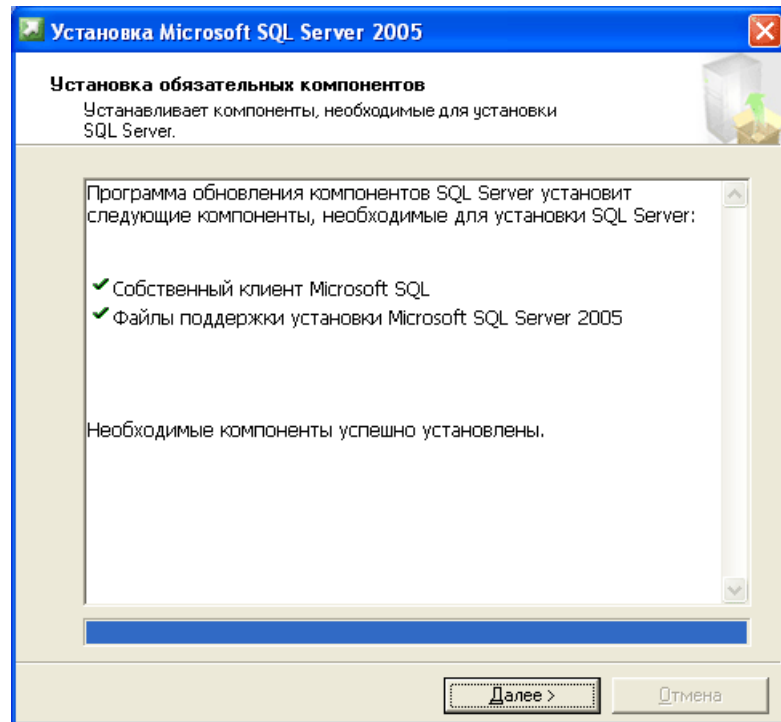 Установка Microsoft SQL Server 2005
Установка обязательных компонентов
Устанавливает компоненты, необходимые для установки
SQL Server.
Программа обновления компонентов SQL Server установит
следующие компоненты, необходимые для установки SQL Server:
Собственный клиент Microsoft SQL
Файлы поддержки установки Microsoft SQL Server 2005
Необходимые компоненты успешно установлены.
Далее >
Отмена